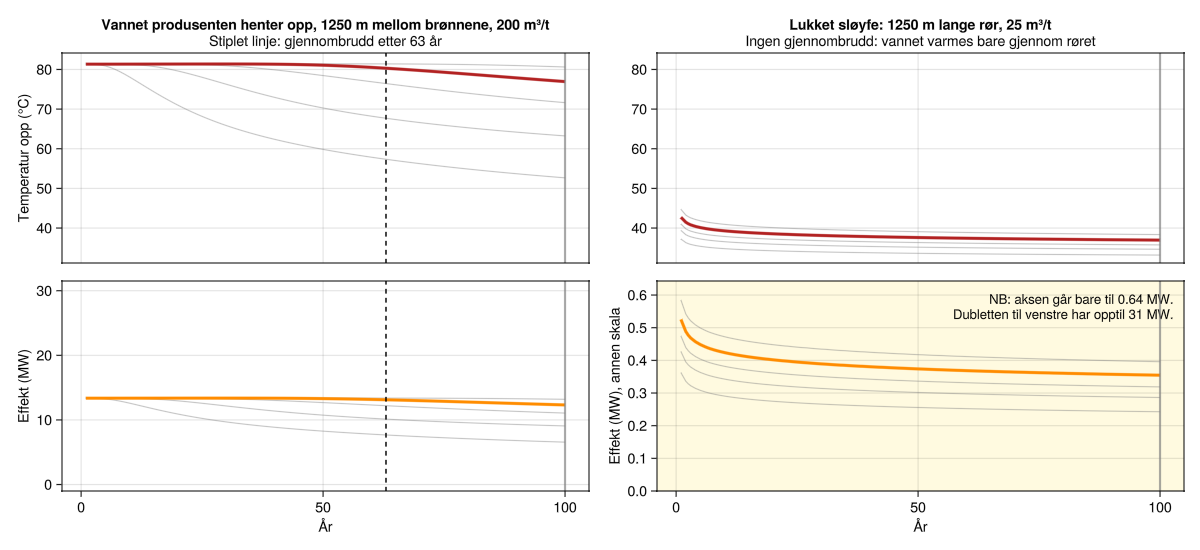 Vannet produsenten henter opp, 1250 m mellom brønnene, 200 m³/t
Stiplet linje: gjennombrudd etter 63 år
Temperatur opp (°C)
80
70
60
50
40
Lukket sløyfe: 1250 m lange rør, 25 m³/t
Ingen gjennombrudd: vannet varmes bare gjennom røret
80
70
60
50
40
Effekt (MW)
30
20
10
0
0
50
100
År
Effekt (MW), annen skala
0.6
0.5
0.4
0.3
0.2
0.1
0.0
NB: aksen går bare til 0.64 MW.
Dubletten til venstre har opptil 31 MW.
0
50
100
År